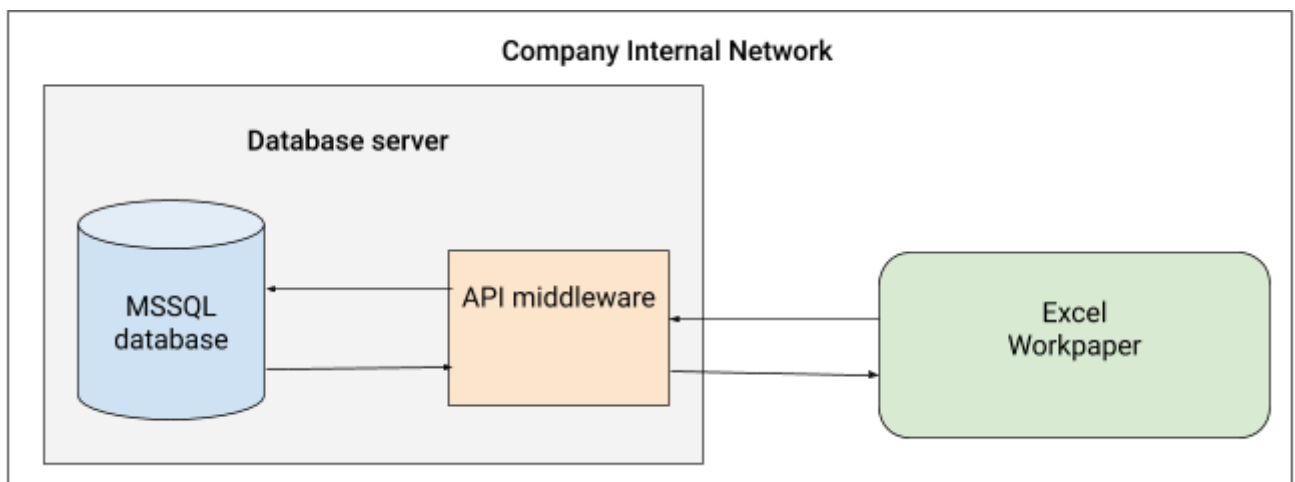 Company Internal Network
Database server
MSSQL
database
API middleware
Excel
Workpaper